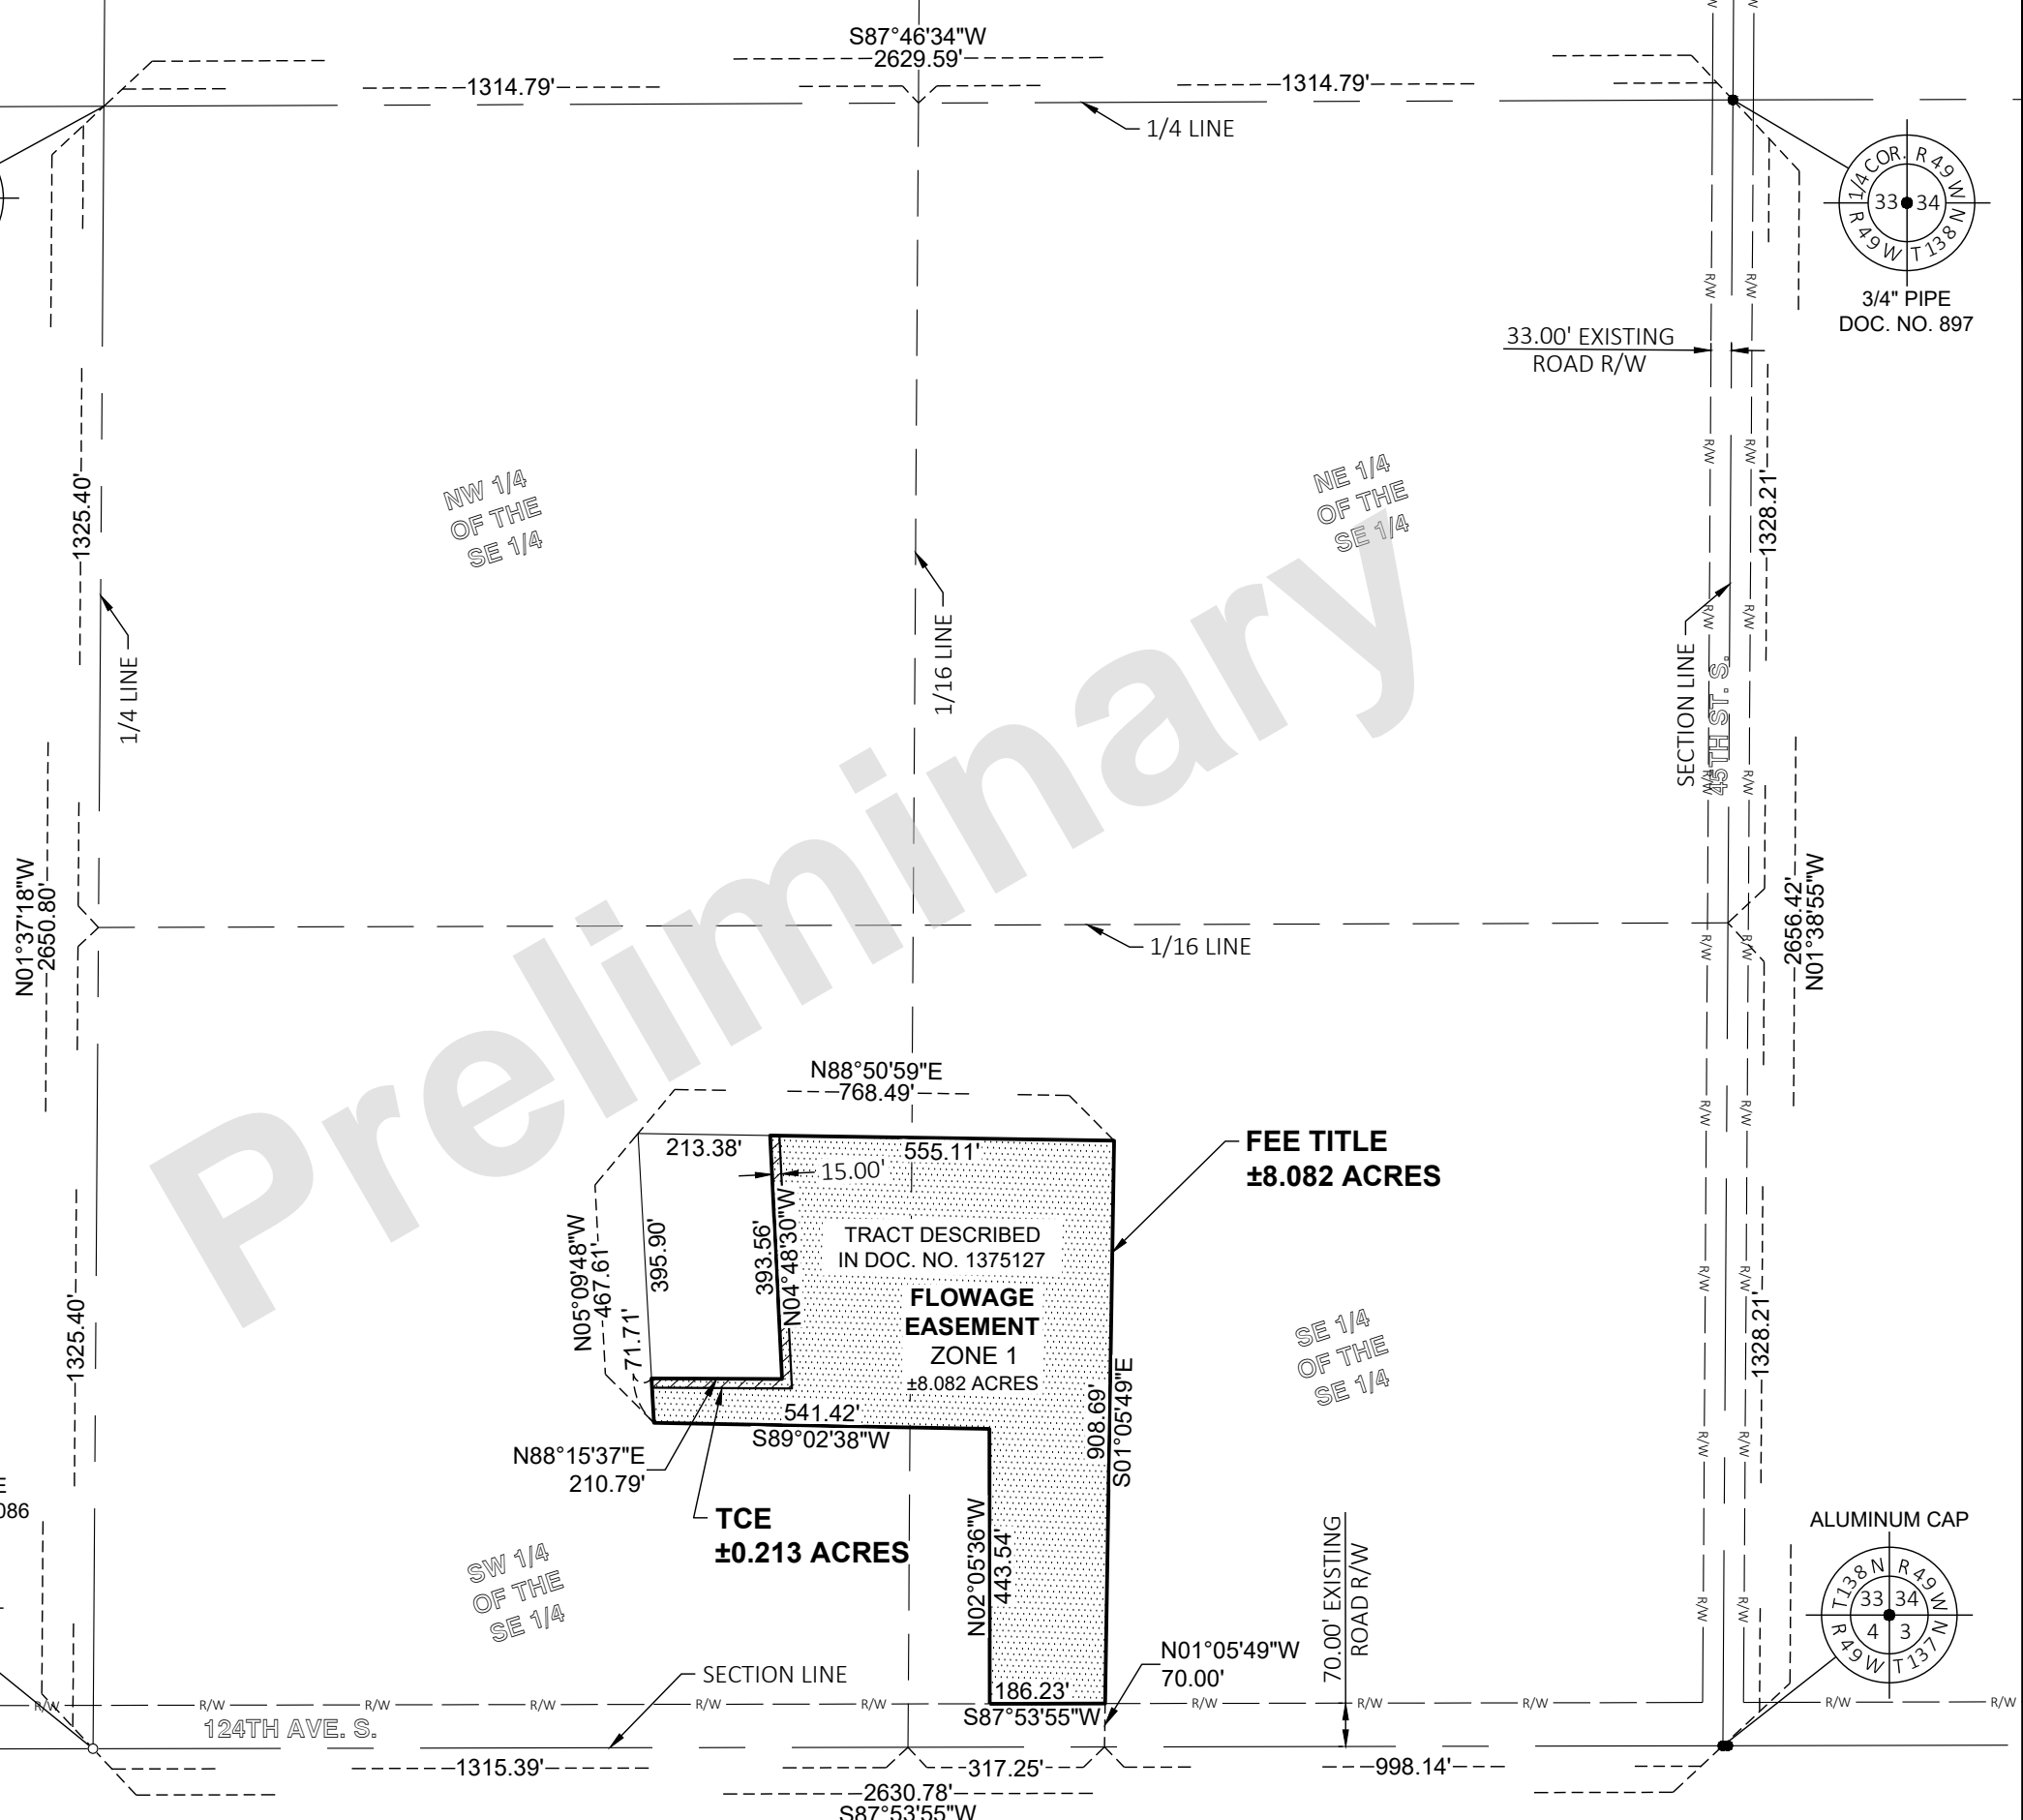 S87°46'34"W
2629.59'
1314.79'
1314.79'
1/4 LINE
1/4 COR. R 49 W
33 34
R 49 W T 138 N
3/4" PIPE
DOC. NO. 897
33.00' EXISTING
ROAD R/W
NW 1/4
OF THE
SE 1/4
NE 1/4
OF THE
SE 1/4
1325.40'
1328.21'
1/4 LINE
1/16 LINE
SECTION LINE
45TH ST. S.
Preliminary
N01°37'18"W
2650.80'
2656.42'
N01°38'55"W
1/16 LINE
N88°50'59"E
768.49'
213.38'
555.11'
15.00'
FEE TITLE
±8.082 ACRES
N05°09'48"W
467.61'
395.90'
71.71'
393.56'
N04°48'30"W
TRACT DESCRIBED
IN DOC. NO. 1375127
FLOWAGE
EASEMENT
ZONE 1
±8.082 ACRES
908.69'
S01°05'49"E
SE 1/4
OF THE
SE 1/4
1325.40'
1328.21'
541.42'
S89°02'38"W
N88°15'37"E
210.79'
E
086
TCE
±0.213 ACRES
N02°05'36"W
443.54'
SW 1/4
OF THE
SE 1/4
70.00' EXISTING
ROAD R/W
ALUMINUM CAP
T138 N R 49 W
33 34
4 3
R 49 W T 137 N
N01°05'49"W
70.00'
SECTION LINE
186.23'
S87°53'55"W
R/W R/W R/W R/W R/W R/W R/W R/W R/W R/W R/W
124TH AVE. S.
1315.39'
317.25'
998.14'
2630.78'
S87°53'55"W
R/W R/W R/W R/W R/W R/W R/W R/W R/W R/W
R/W R/W R/W R/W R/W R/W R/W R/W R/W R/W